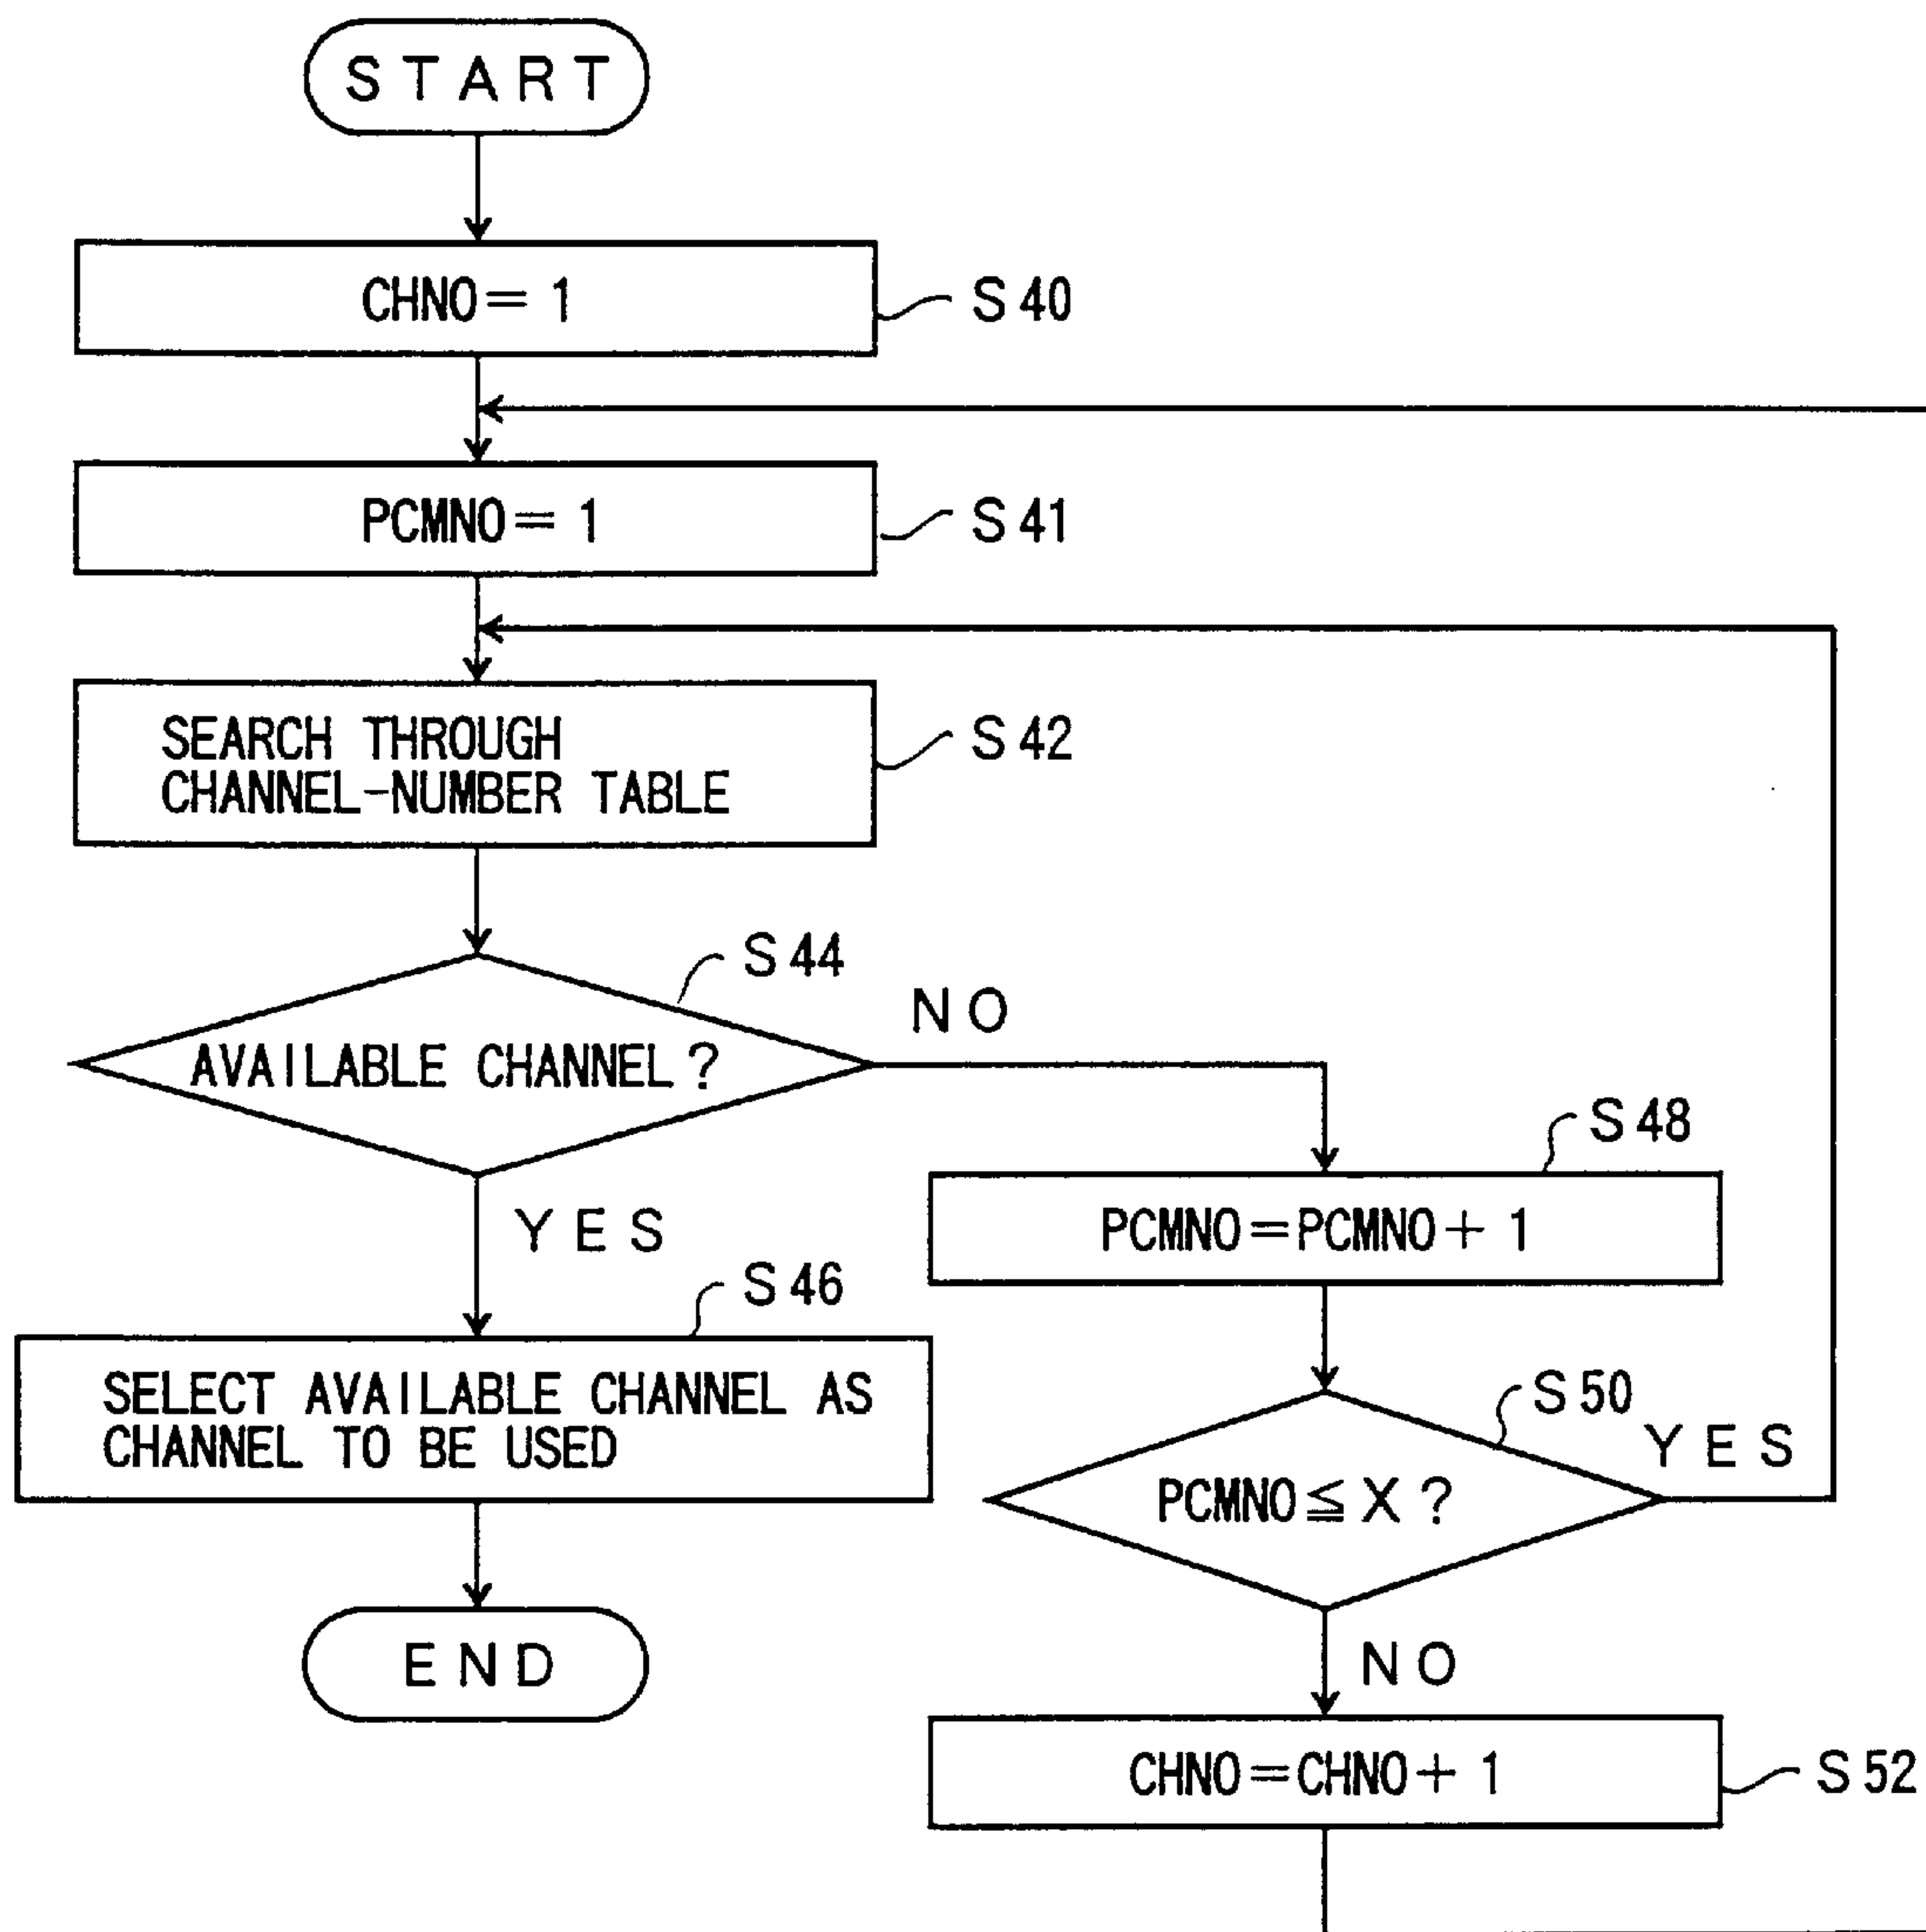 START
CHNO=1
S40
PCMNO=1
S41
SEARCH THROUGH
CHANNEL-NUMBER TABLE
S42
S44
NO
AVAILABLE CHANNEL?
YES
S46
SELECT AVAILABLE CHANNEL AS
CHANNEL TO BE USED
END
S48
PCMNO=PCMNO+1
S50
YES
PCMNO≦X?
NO
CHNO=CHNO+1
S52